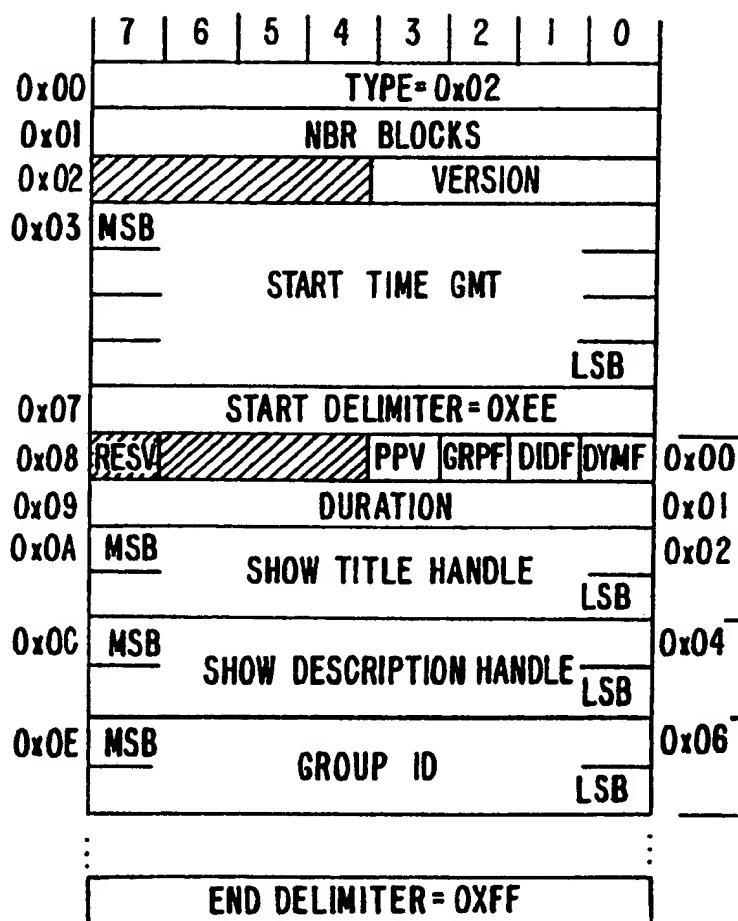 7 6 5 4 3 2 1 0
0x00 TYPE=0x02
0x01 NBR BLOCKS
0x02 VERSION
0x03 MSB
START TIME GMT
LSB
0x07 START DELIMITER=0XEE
0x08 RESV PPV GRPF DIDF DYMF 0x00
0x09 DURATION 0x01
0x0A MSB 0x02
SHOW TITLE HANDLE
LSB
0x0C MSB 0x04
SHOW DESCRIPTION HANDLE
LSB
0x0E MSB 0x06
GROUP ID
LSB
END DELIMITER=0XFF